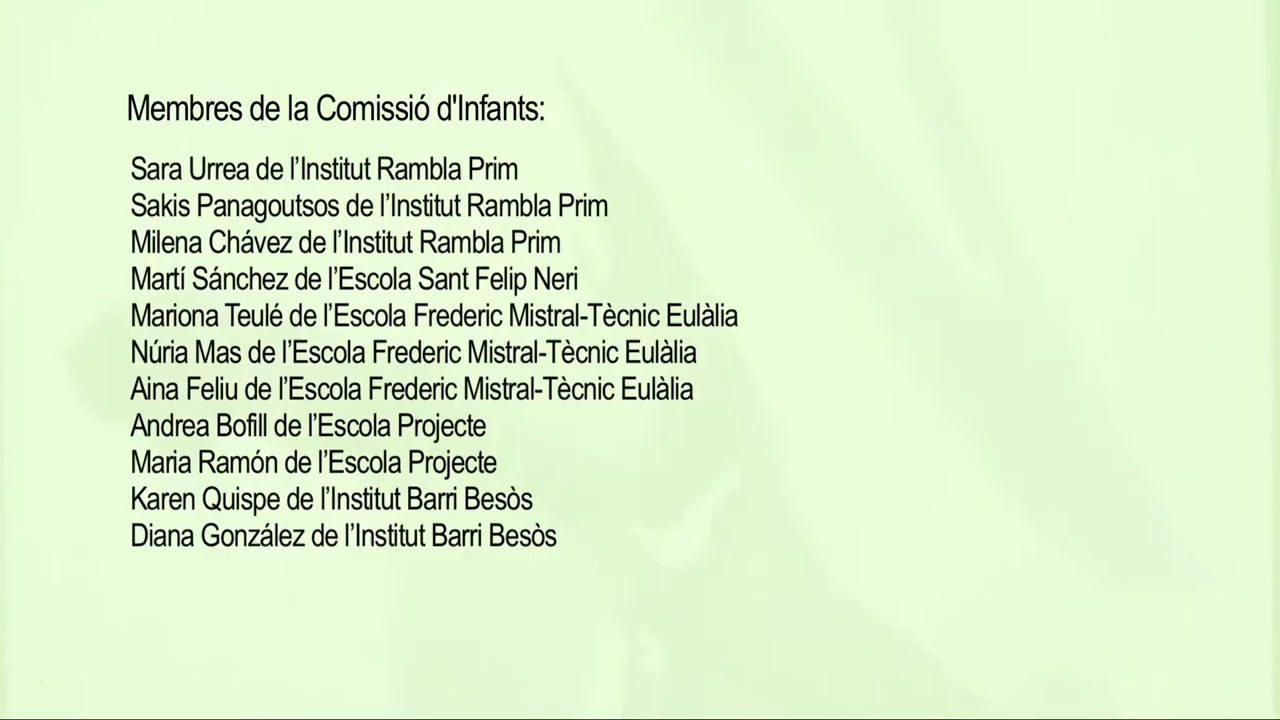 Membres de la Comissió d'Infants:
Sara Urrea de l’Institut Rambla Prim
Sakis Panagoutsos de l’Institut Rambla Prim
Milena Chávez de l’Institut Rambla Prim
Martí Sánchez de l’Escola Sant Felip Neri
Mariona Teulé de l’Escola Frederic Mistral-Tècnic Eulàlia
Núria Mas de l’Escola Frederic Mistral-Tècnic Eulàlia
Aina Feliu de l’Escola Frederic Mistral-Tècnic Eulàlia
Andrea Bofill de l’Escola Projecte
Maria Ramón de l’Escola Projecte
Karen Quispe de l’Institut Barri Besòs
Diana González de l’Institut Barri Besòs